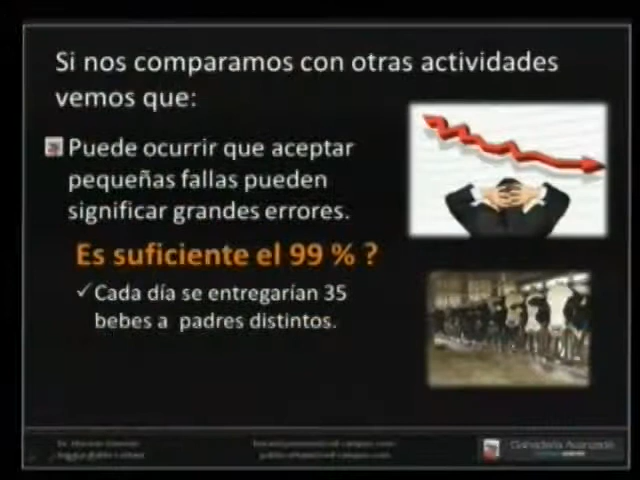 Si nos comparamos con otras actividades
vemos que:
Puede ocurrir que aceptar
pequeñas fallas pueden
significar grandes errores.
Es suficiente el 99 % ?
✓Cada día se entregarían 35
bebes a padres distintos.
Ganadería Avanzada